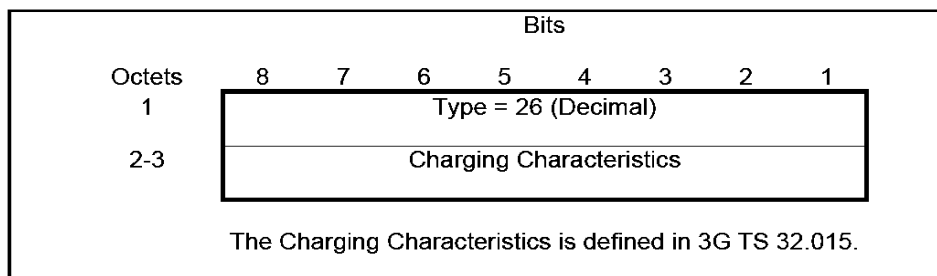 Bits
Octets 8 7 6 5 4 3 2 1
1 Type = 26 (Decimal)
2-3 Charging Characteristics
The Charging Characteristics is defined in 3G TS 32.015.